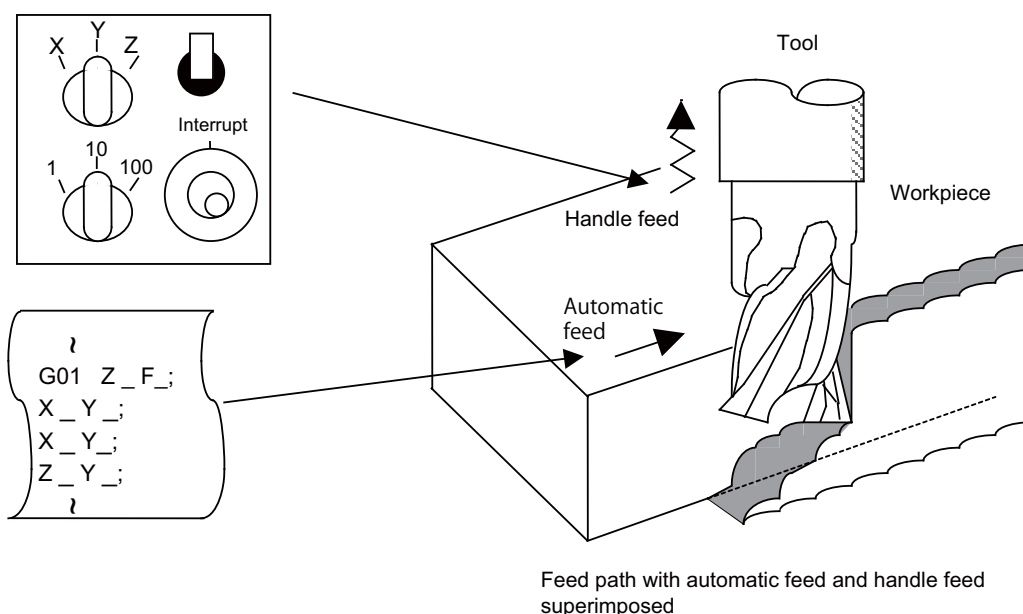 X Y Z
Interrupt
1 10 100
Tool
Workpiece
Handle feed
Automatic
feed
~
G01 Z _ F_;
X _ Y _;
X _ Y_;
Z _ Y _;
~
Feed path with automatic feed and handle feed
superimposed